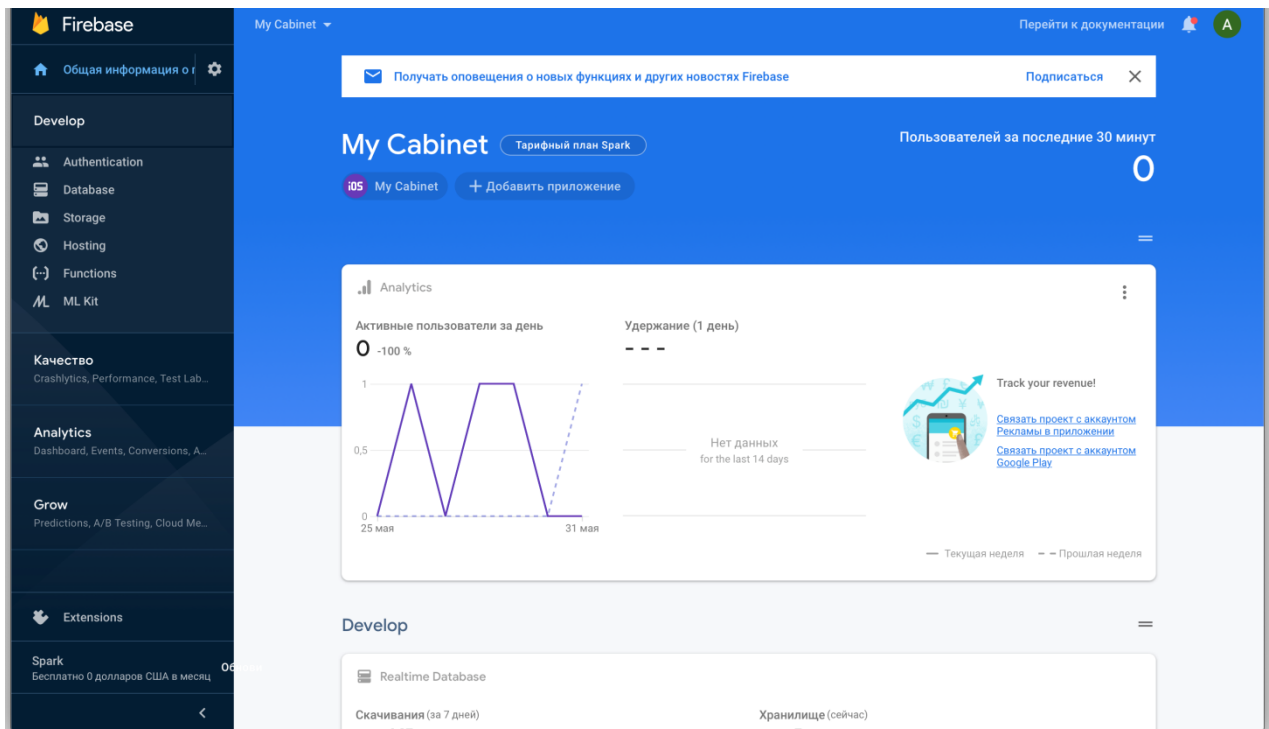 Firebase
My Cabinet
Перейти к документации
A
Общая информация о г
Получать оповещения о новых функциях и других новостях Firebase
Подписаться
Develop
Authentication
Database
Storage
Hosting
Functions
ML Kit
Качество
Crashlytics, Performance, Test Lab...
Analytics
Dashboard, Events, Conversions, A...
Grow
Predictions, A/B Testing, Cloud Me...
Extensions
Spark
Бесплатно 0 долларов США в месяц
My Cabinet
Тарифный план Spark
Пользователей за последние 30 минут
0
iOS My Cabinet
+ Добавить приложение
Analytics
Активные пользователи за день
0 -100 %
Удержание (1 день)
- - -
1
0,5
0
25 мая
31 мая
Нет данных
for the last 14 days
Track your revenue!
Связать проект с аккаунтом
Рекламы в приложении
Связать проект с аккаунтом
Google Play
Текущая неделя
Прошлая неделя
Develop
Realtime Database
Скачивания (за 7 дней)
Хранилище (сейчас)